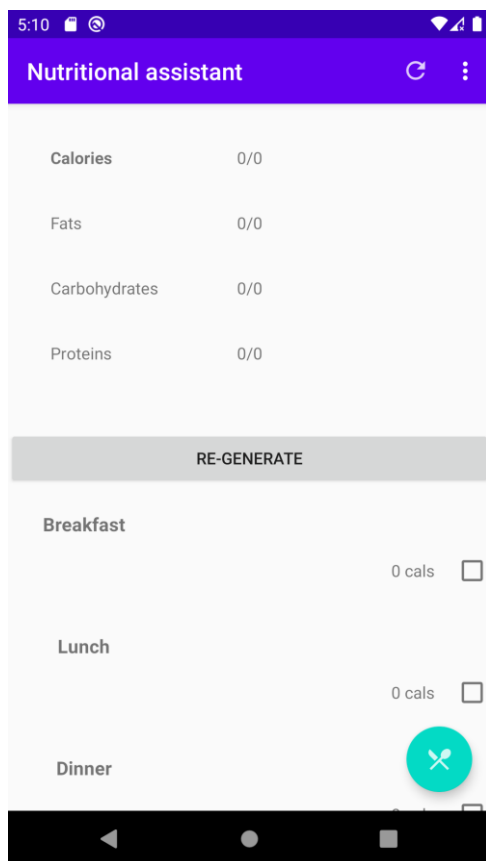 5:10
Nutritional assistant
Calories 0/0
Fats 0/0
Carbohydrates 0/0
Proteins 0/0
RE-GENERATE
Breakfast
0 cals
Lunch
0 cals
Dinner